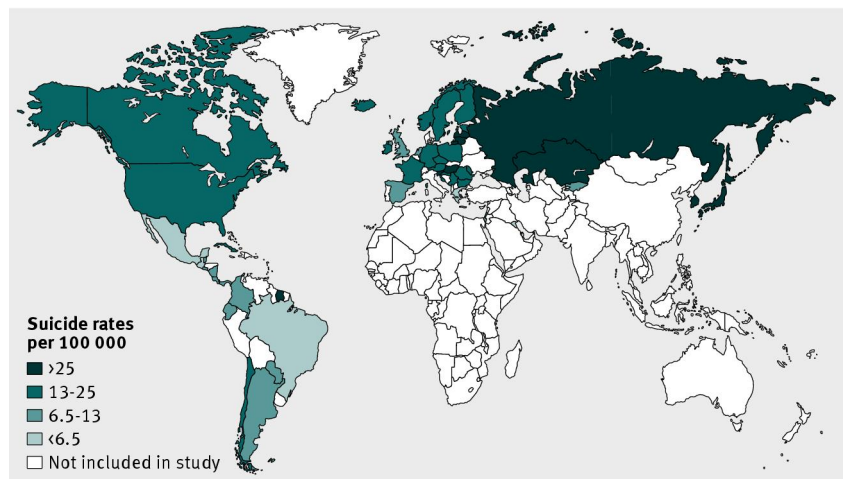 Suicide rates
per 100 000
>25
13-25
6.5-13
<6.5
Not included in study